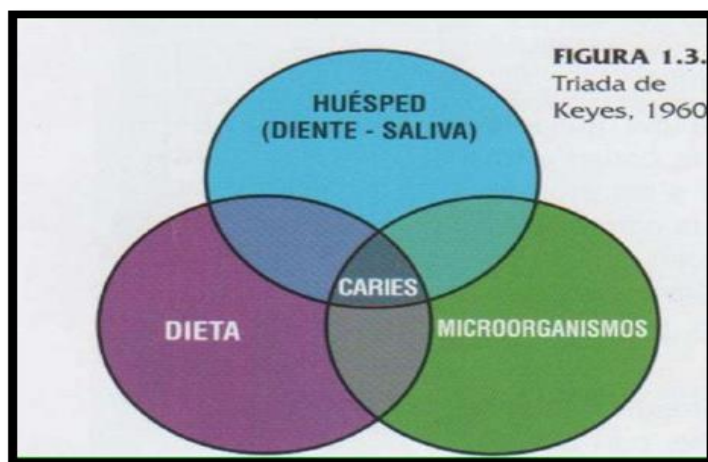 FIGURA 1.3.
Triada de
Keyes, 1960
HUÉSPED
(DIENTE - SALIVA)
CARIES
DIETA
MICROORGANISMOS